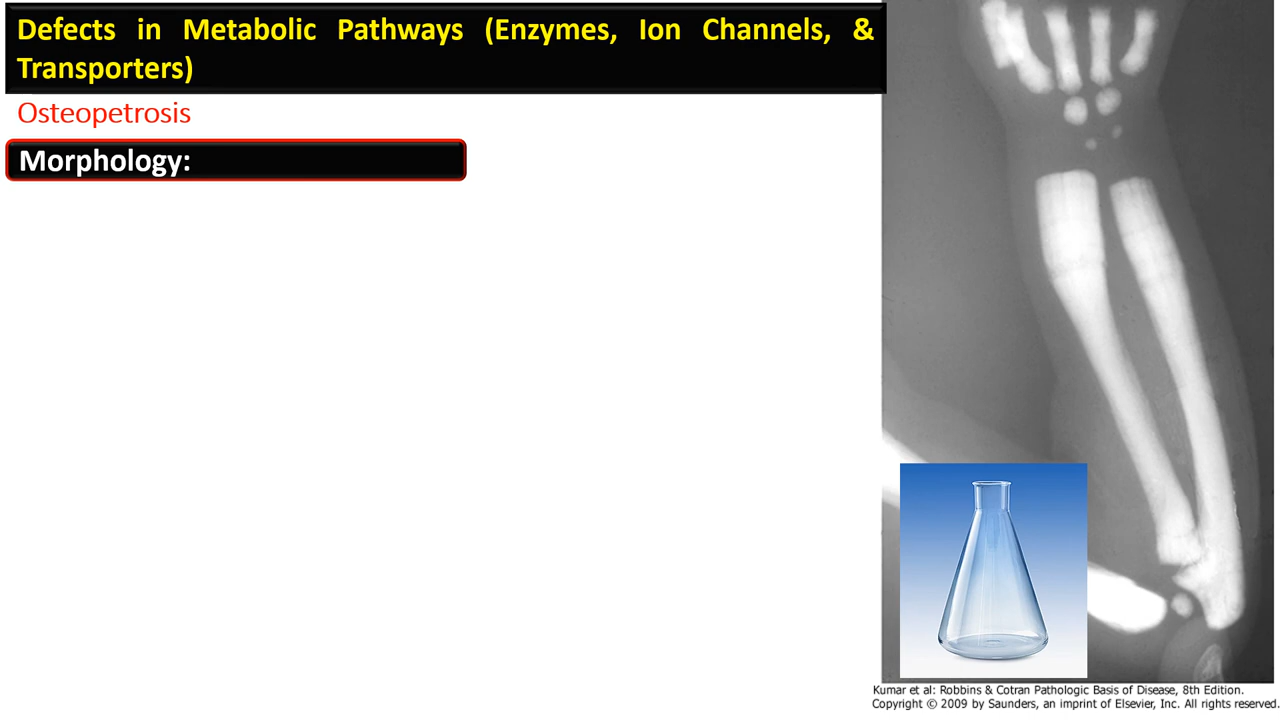 Defects in Metabolic Pathways (Enzymes, Ion Channels, &
Transporters)
Osteopetrosis
Morphology:
Kumar et al: Robbins & Cotran Pathologic Basis of Disease, 8th Edition.
Copyright © 2009 by Saunders, an imprint of Elsevier, Inc. All rights reserved.